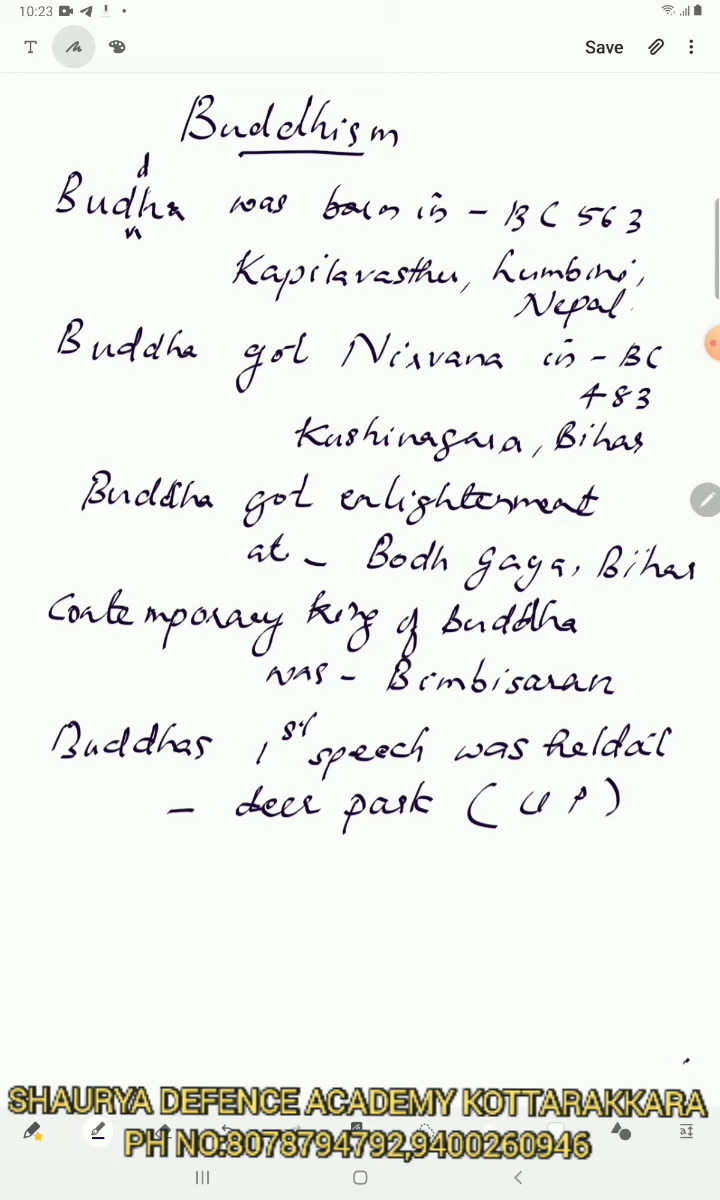 10:23
T
Save
Buddhism
d
Budha was born in - BC 563
Kapilavasthu, Lumbini,
Nepal.
Buddha got Nirvana in - BC
483
Kushinagara, Bihar
Buddha got enlightenment
at - Bodh gaya, Bihar
Contemporary king of buddha
was - Bimbisaran
Buddhas 1st speech was held at
- deer park (UP)
SHAURYA DEFENCE ACADEMY KOTTARAKKARA
PH NO:8078794792,9400260946